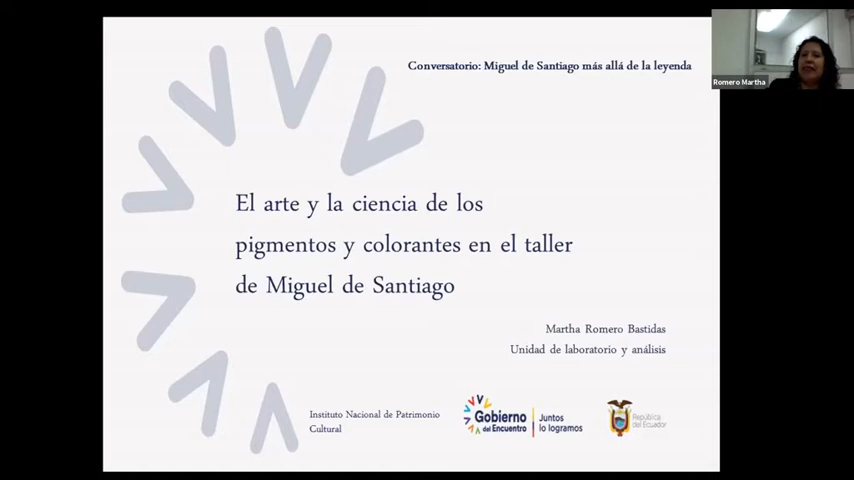 Conversatorio: Miguel de Santiago más allá de la leyenda
Romero Martha
El arte y la ciencia de los
pigmentos y colorantes en el taller
de Miguel de Santiago
Martha Romero Bastidas
Unidad de laboratorio y análisis
Instituto Nacional de Patrimonio
Cultural
Gobierno
del Encuentro
Juntos
lo logramos
República
del Ecuador